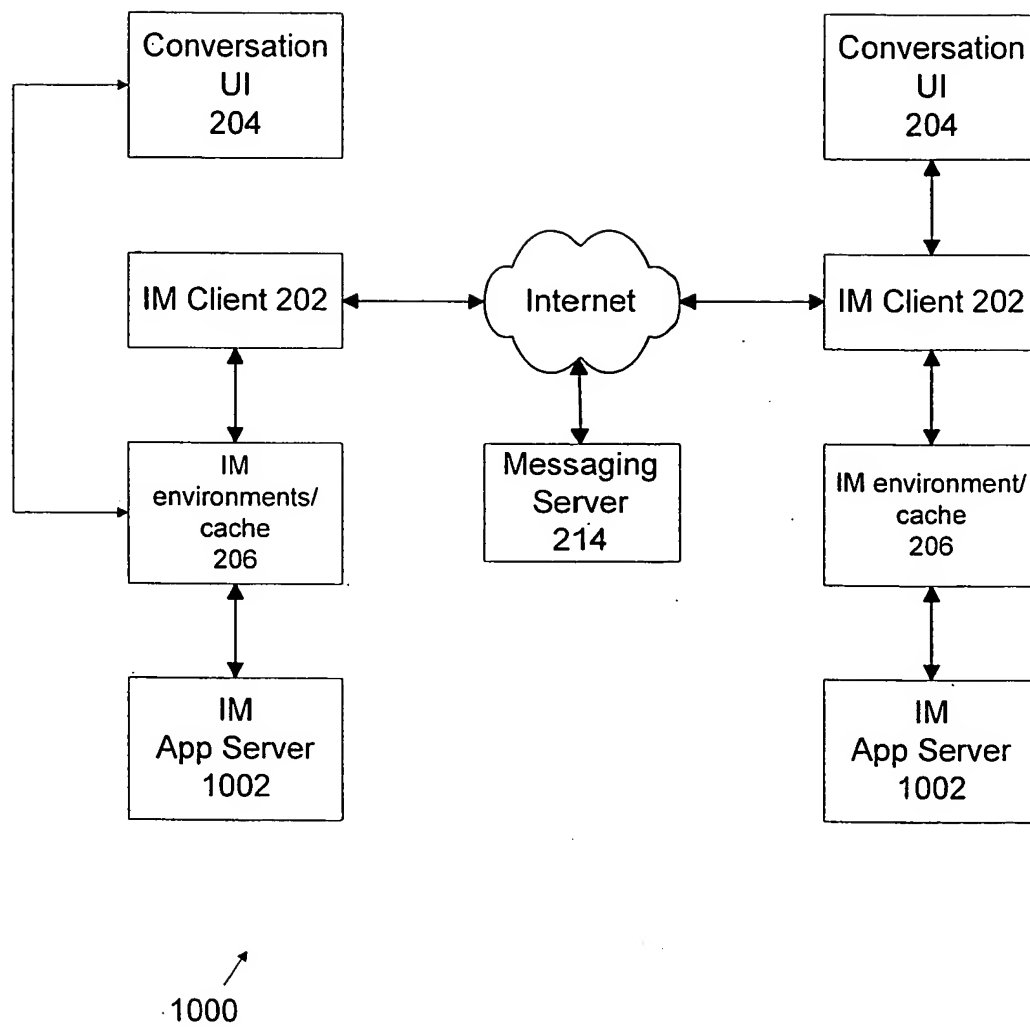 Conversation
UI
204
Conversation
UI
204
IM Client 202
Internet
IM Client 202
IM
environments/
cache
206
Messaging
Server
214
IM environment/
cache
206
IM
App Server
1002
IM
App Server
1002
1000